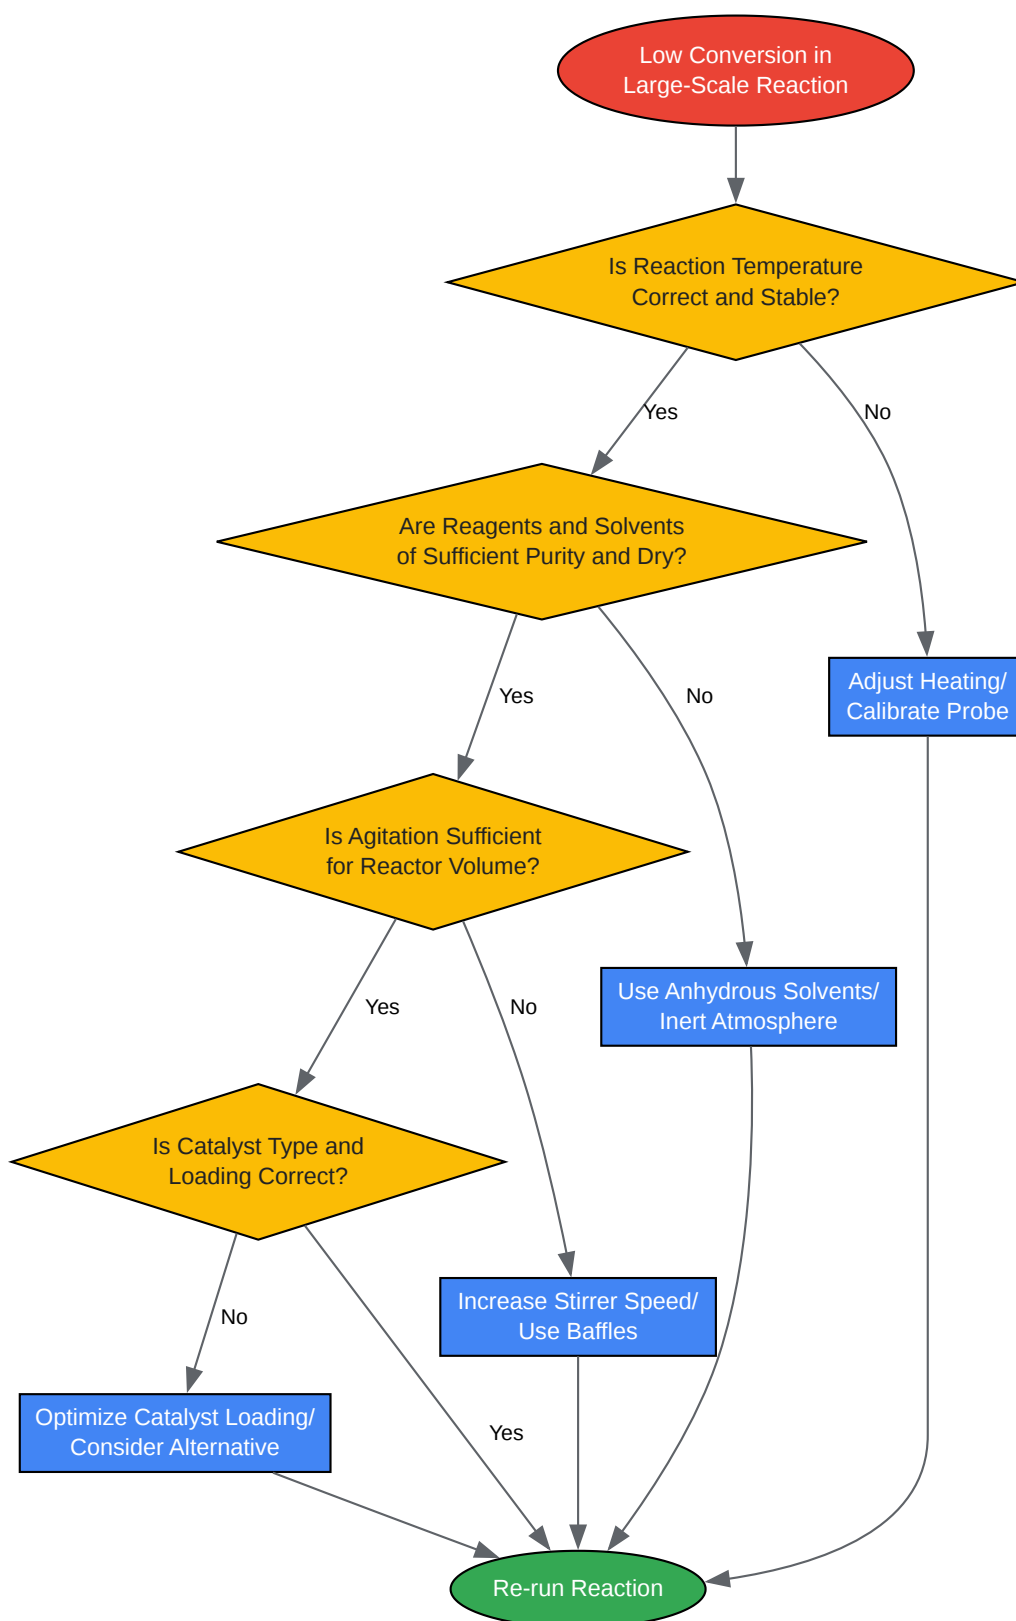 Low Conversion in
Large-Scale Reaction
Is Reaction Temperature
Correct and Stable?
Yes
No
Are Reagents and Solvents
of Sufficient Purity and Dry?
Adjust Heating/
Calibrate Probe
Yes
No
Is Agitation Sufficient
for Reactor Volume?
Use Anhydrous Solvents/
Inert Atmosphere
Yes
No
Is Catalyst Type and
Loading Correct?
Increase Stirrer Speed/
Use Baffles
No
Optimize Catalyst Loading/
Consider Alternative
Yes
Re-run Reaction